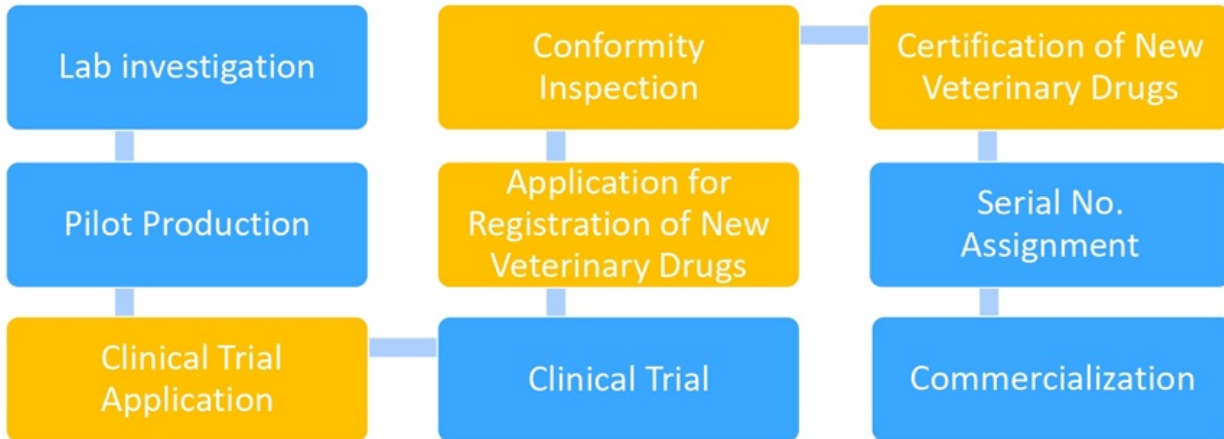 Lab investigation
Pilot Production
Clinical Trial
Application
Clinical Trial
Application for
Registration of New
Veterinary Drugs
Conformity
Inspection
Certification of New
Veterinary Drugs
Serial No.
Assignment
Commercialization